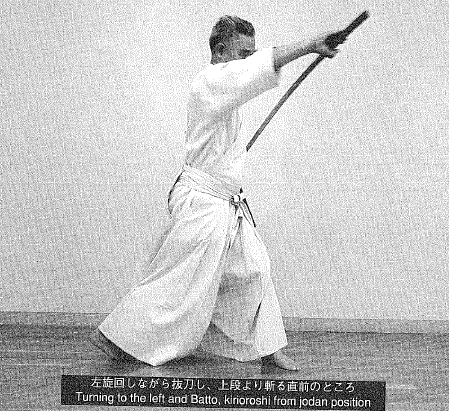 左旋回しながら抜刀し、上段より斬る直前のところ
Turning to the left and Batto, kirioroshi from jodan position